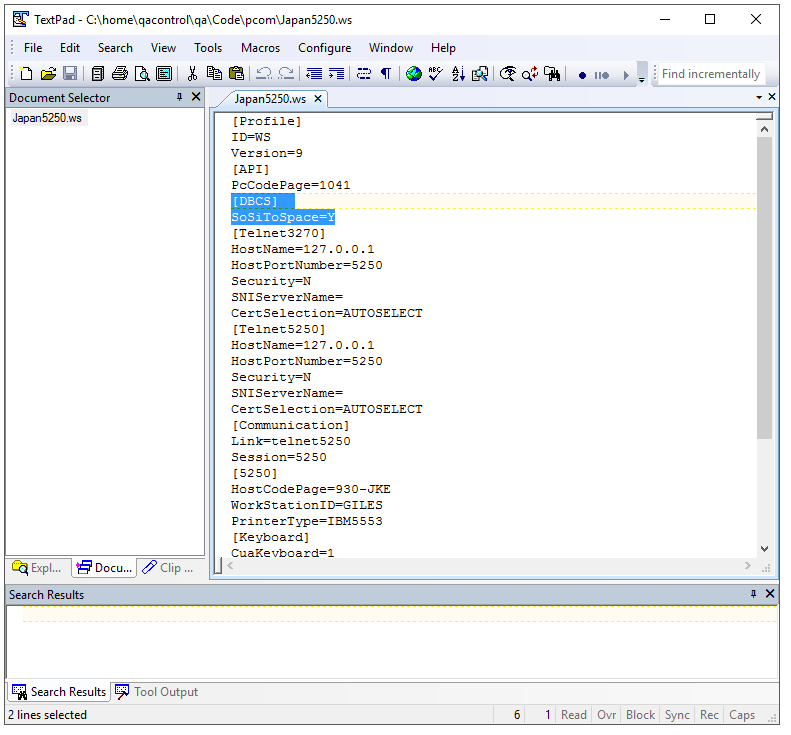 TextPad - C:\home\qacontrol\qa\Code\pcom\Japan5250.ws
File Edit Search View Tools Macros Configure Window Help
Find incrementally
Document Selector
Japan5250.ws
Japan5250.ws
[Profile]
ID=WS
Version=9
[API]
PcCodePage=1041
[DBCS]
SoSiToSpace=Y
[Telnet3270]
HostName=127.0.0.1
HostPortNumber=5250
Security=N
SNIServerName=
CertSelection=AUTOSELECT
[Telnet5250]
HostName=127.0.0.1
HostPortNumber=5250
Security=N
SNIServerName=
CertSelection=AUTOSELECT
[Communication]
Link=telnet5250
Session=5250
[5250]
HostCodePage=930-JKE
WorkStationID=GILES
PrinterType=IBM5553
[Keyboard]
CuaKeyboard=1
Expl... Docu... Clip ...
Search Results
Search Results Tool Output
2 lines selected 6 1 Read Ovr Block Sync Rec Caps